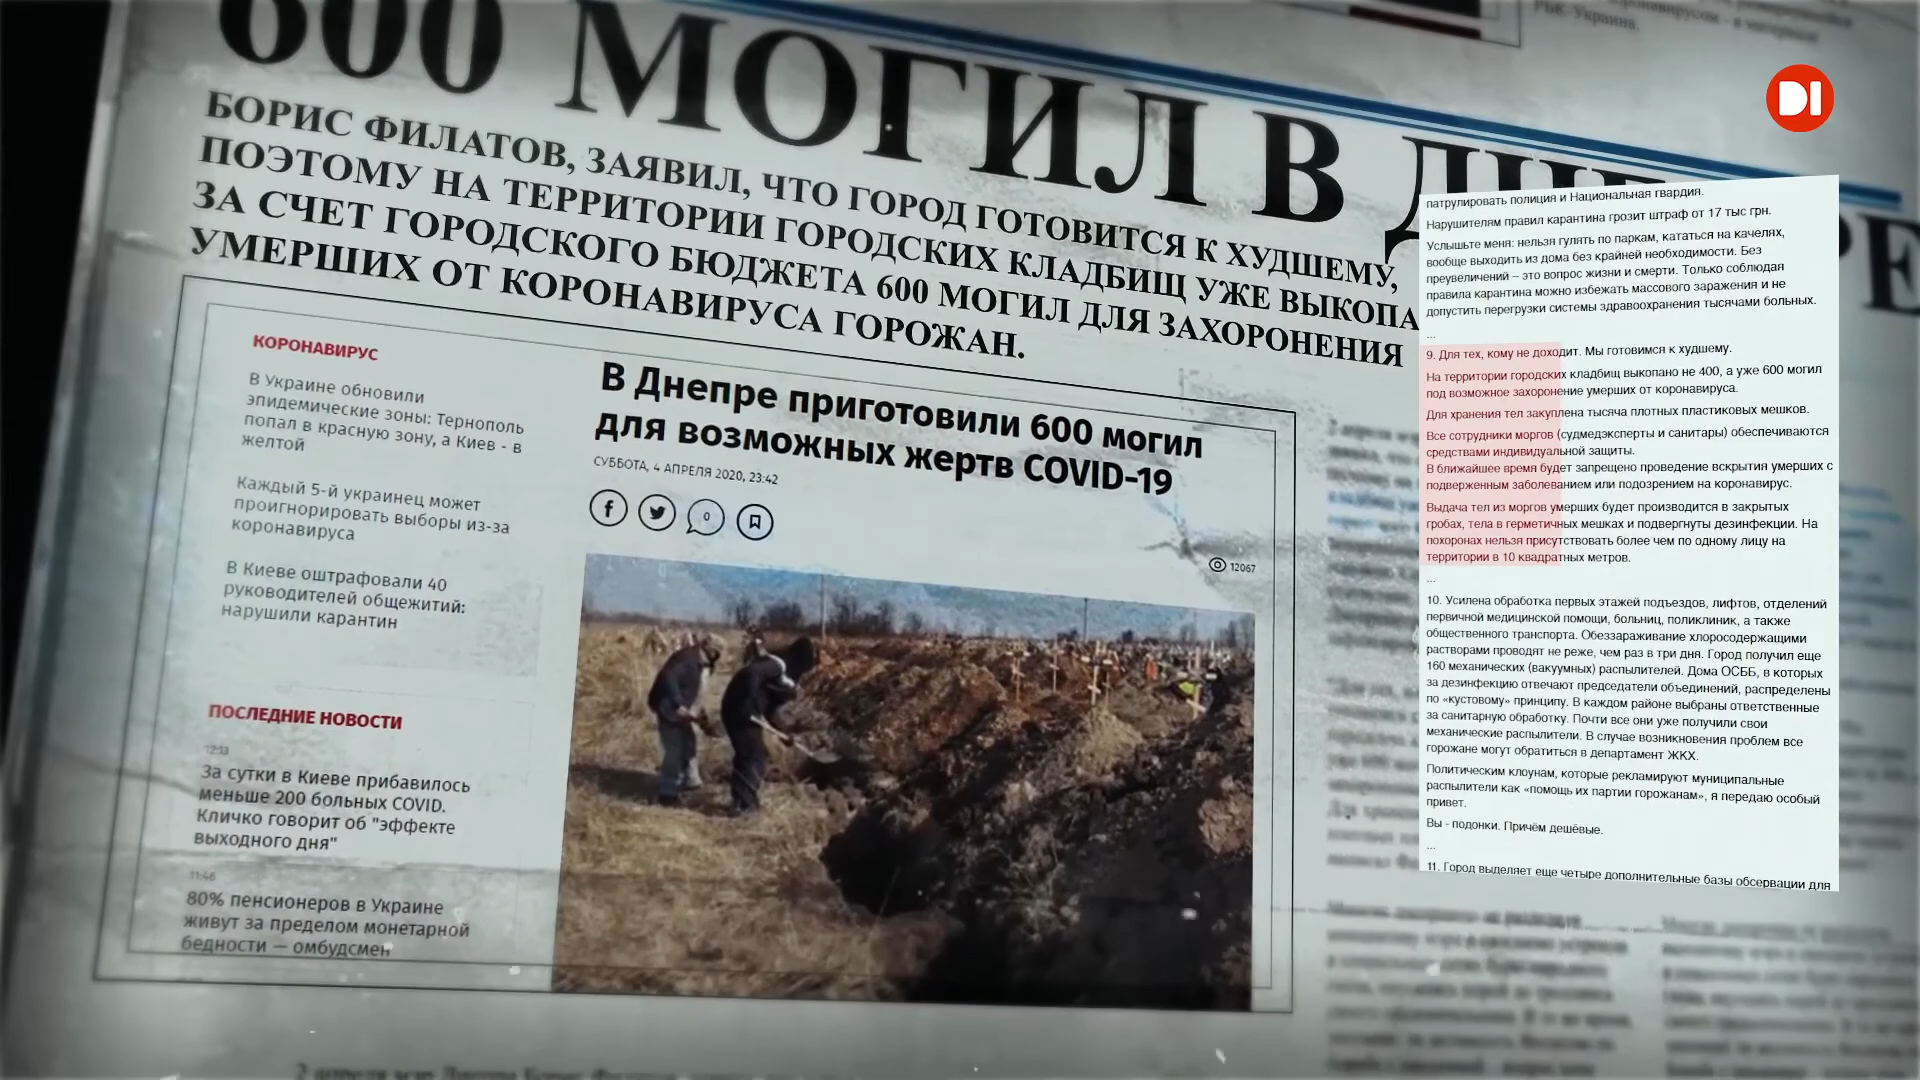 РБК-Украина.
DI
600 МОГИЛ В
БОРИС ФИЛАТОВ, ЗАЯВИЛ, ЧТО ГОРОД ГОТОВИТСЯ К ХУДШЕМУ,
ПОЭТОМУ НА ТЕРРИТОРИИ ГОРОДСКИХ КЛАДБИЩ УЖЕ ВЫКОПА
ЗА СЧЕТ ГОРОДСКОГО БЮДЖЕТА 600 МОГИЛ ДЛЯ ЗАХОРОНЕНИЯ
УМЕРШИХ ОТ КОРОНАВИРУСА ГОРОЖАН.
КОРОНАВИРУС
В Украине обновили
эпидемические зоны: Тернополь
попал в красную зону, а Киев - в
желтой
Каждый 5-й украинец может
проигнорировать выборы из-за
коронавируса
В Киеве оштрафовали 40
руководителей общежитий:
нарушили карантин
ПОСЛЕДНИЕ НОВОСТИ
12:13
За сутки в Киеве прибавилось
меньше 200 больных COVID.
Кличко говорит об "эффекте
выходного дня"
11:46
80% пенсионеров в Украине
живут за пределом монетарной
бедности — омбудсмен
В Днепре приготовили 600 могил
для возможных жертв COVID-19
СУББОТА, 4 АПРЕЛЯ 2020, 23:42
0
12067
патрулировать полиция и Национальная гвардия.
Нарушителям правил карантина грозит штраф от 17 тыс грн.
Услышьте меня: нельзя гулять по паркам, кататься на качелях,
вообще выходить из дома без крайней необходимости. Без
преувеличений – это вопрос жизни и смерти. Только соблюдая
правила карантина можно избежать массового заражения и не
допустить перегрузки системы здравоохранения тысячами больных.
...
9. Для тех, кому не доходит. Мы готовимся к худшему.
На территории городских кладбищ выкопано не 400, а уже 600 могил
под возможное захоронение умерших от коронавируса.
Для хранения тел закуплена тысяча плотных пластиковых мешков.
Все сотрудники моргов (судмедэксперты и санитары) обеспечиваются
средствами индивидуальной защиты.
В ближайшее время будет запрещено проведение вскрытия умерших с
подверженным заболеванием или подозрением на коронавирус.
Выдача тел из моргов умерших будет производится в закрытых
гробах, тела в герметичных мешках и подвергнуты дезинфекции. На
похоронах нельзя присутствовать более чем по одному лицу на
территории в 10 квадратных метров.
...
10. Усилена обработка первых этажей подъездов, лифтов, отделений
первичной медицинской помощи, больниц, поликлиник, а также
общественного транспорта. Обеззараживание хлоросодержащими
растворами проводят не реже, чем раз в три дня. Город получил еще
160 механических (вакуумных) распылителей. Дома ОСББ, в которых
за дезинфекцию отвечают председатели объединений, распределены
по «кустовому» принципу. В каждом районе выбраны ответственные
за санитарную обработку. Почти все они уже получили свои
механические распылители. В случае возникновения проблем все
горожане могут обратиться в департамент ЖКХ.
Политическим клоунам, которые рекламируют муниципальные
распылители как «помощь их партии горожанам», я передаю особый
привет.
Вы - подонки. Причём дешёвые.
...
11. Город выделяет еще четыре дополнительные базы обсервации для